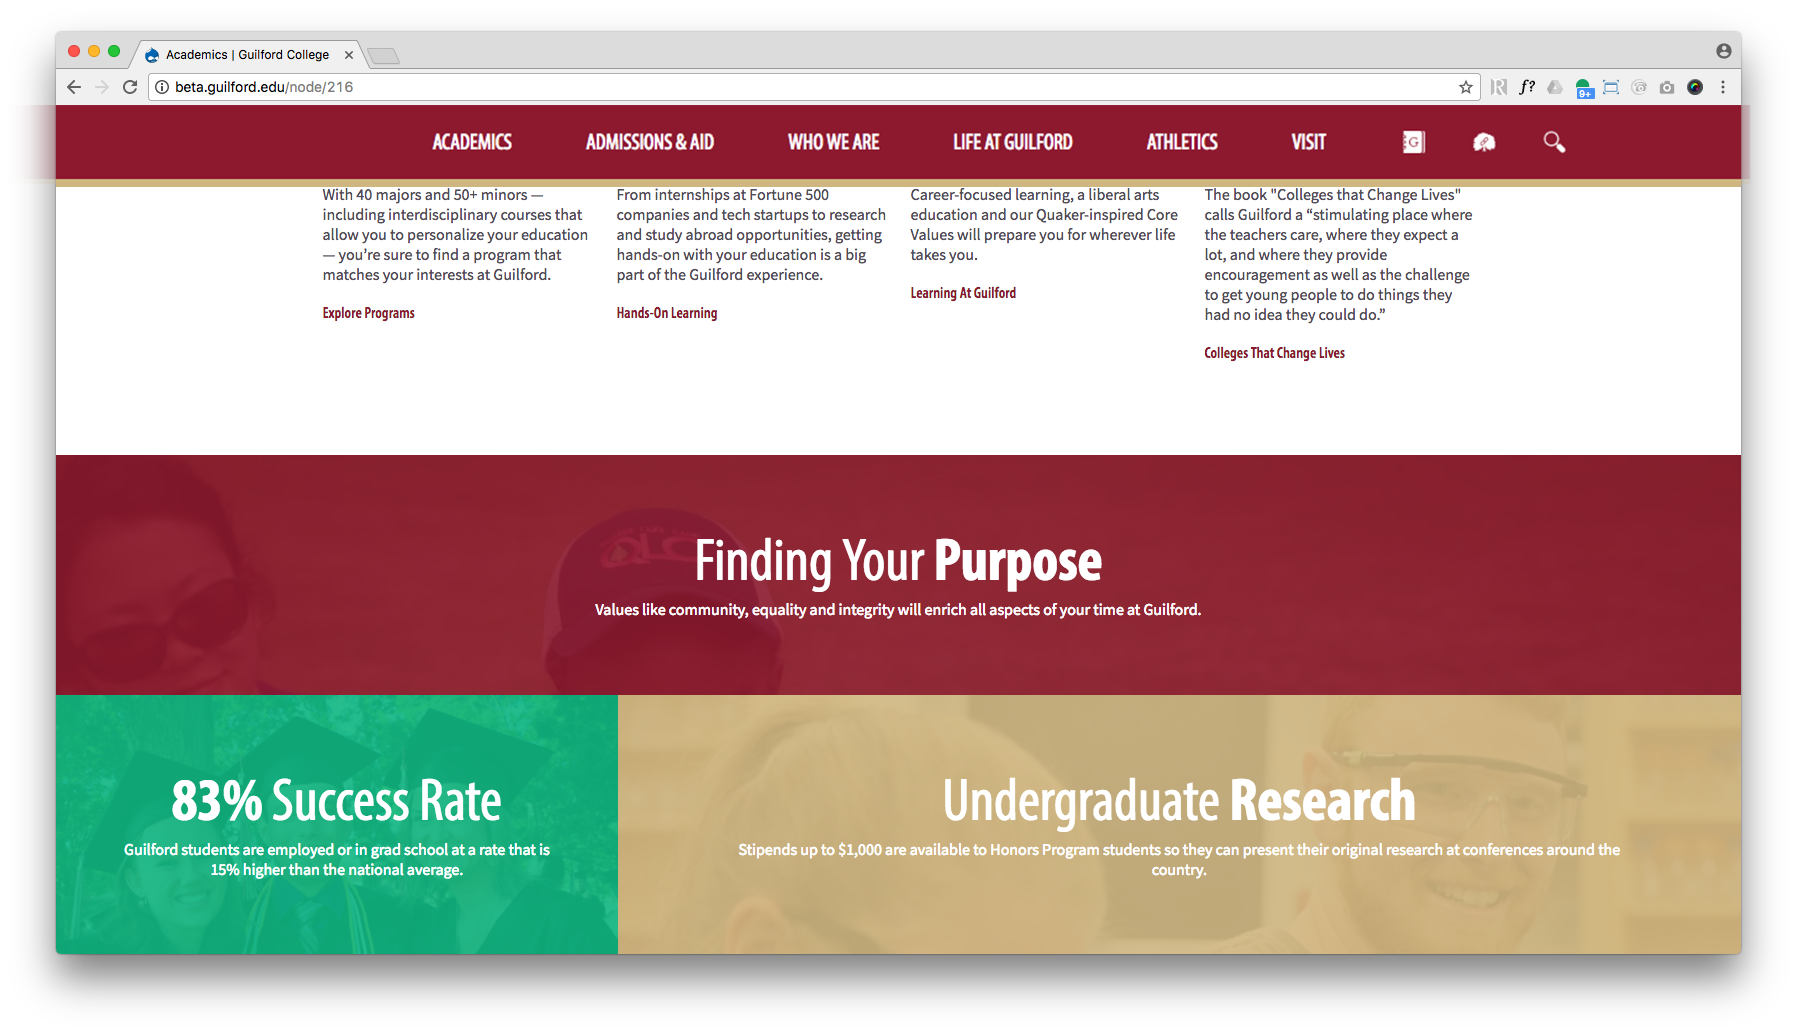 Academics | Guilford College
beta.guilford.edu/node/216
f?
9+
ACADEMICS
ADMISSIONS & AID
WHO WE ARE
LIFE AT GUILFORD
ATHLETICS
VISIT
G
With 40 majors and 50+ minors —
including interdisciplinary courses that
allow you to personalize your education
— you’re sure to find a program that
matches your interests at Guilford.
Explore Programs
From internships at Fortune 500
companies and tech startups to research
and study abroad opportunities, getting
hands-on with your education is a big
part of the Guilford experience.
Hands-On Learning
Career-focused learning, a liberal arts
education and our Quaker-inspired Core
Values will prepare you for wherever life
takes you.
Learning At Guilford
The book "Colleges that Change Lives"
calls Guilford a “stimulating place where
the teachers care, where they expect a
lot, and where they provide
encouragement as well as the challenge
to get young people to do things they
had no idea they could do.”
Colleges That Change Lives
QLC
Finding Your Purpose
Values like community, equality and integrity will enrich all aspects of your time at Guilford.
83% Success Rate
Guilford students are employed or in grad school at a rate that is
15% higher than the national average.
Undergraduate Research
Stipends up to $1,000 are available to Honors Program students so they can present their original research at conferences around the
country.